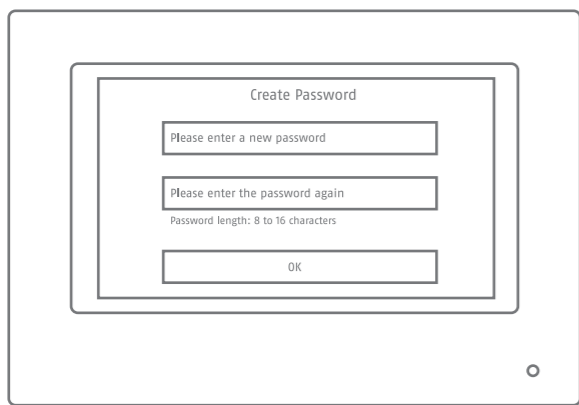 Create Password
Please enter a new password
Please enter the password again
Password length: 8 to 16 characters
OK